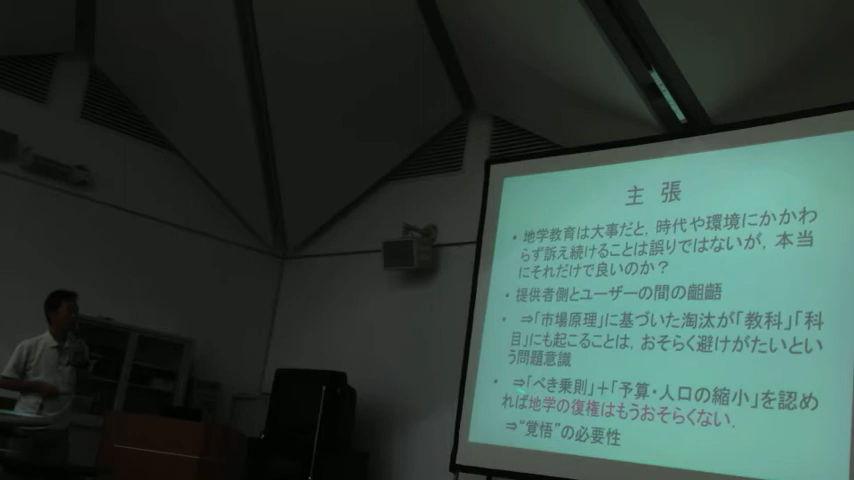 主 張
• 地学教育は大事だと，時代や環境にかかわ
らず訴え続けることは誤りではないが，本当
にそれだけで良いのか？
• 提供者側とユーザーの間の齟齬
• ⇒「市場原理」に基づいた淘汰が「教科」「科
目」にも起こることは，おそらく避けがたいとい
う問題意識
• ⇒「べき乗則」＋「予算・人口の縮小」を認め
れば地学の復権はもうおそらくない．
⇒“覚悟”の必要性